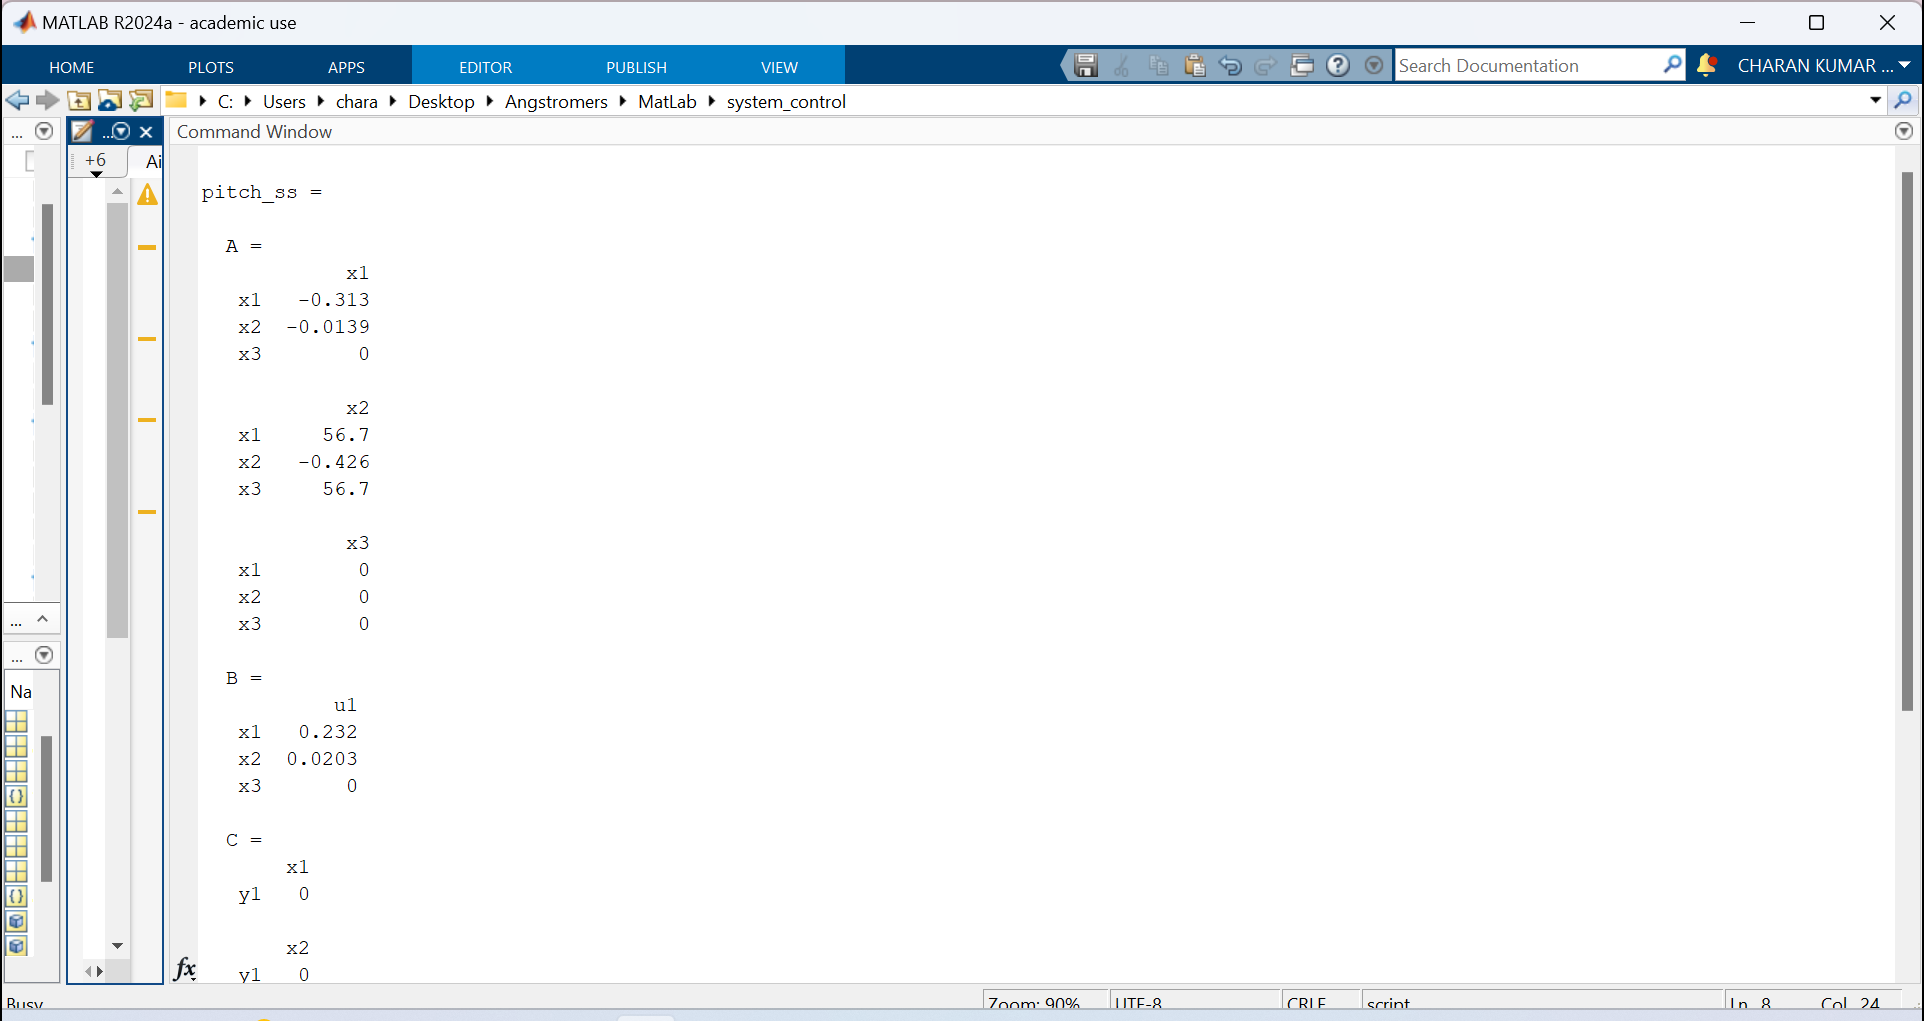 MATLAB R2024a - academic use
HOME PLOTS APPS EDITOR PUBLISH VIEW Search Documentation CHARAN KUMAR ...
C: Users chara Desktop Angstromers MatLab system_control
... ... Command Window
+6 Ai
pitch_ss =
A =
x1
x1 -0.313
x2 -0.0139
x3 0
x2
x1 56.7
x2 -0.426
x3 56.7
x3
x1 0
x2 0
x3 0
...
...
Na
B =
u1
x1 0.232
x2 0.0203
x3 0
C =
x1
y1 0
x2
y1 0
fx
Busy Zoom: 90% UTF-8 CRLF script Ln 8 Col 24